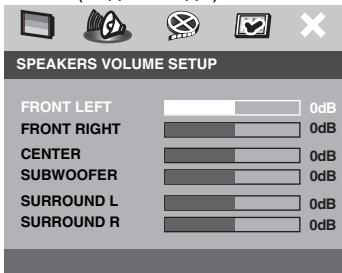 SPEAKERS VOLUME SETUP
FRONT LEFT 0dB
FRONT RIGHT 0dB
CENTER 0dB
SUBWOOFER 0dB
SURROUND L 0dB
SURROUND R 0dB